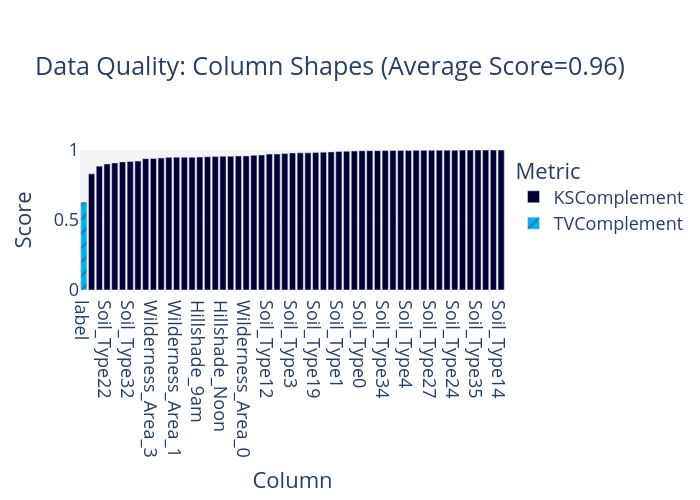 Data Quality: Column Shapes (Average Score=0.96)
Score
1
0.5
0
Metric
KSComplement
TVComplement
label
Soil_Type22
Soil_Type32
Wilderness_Area_3
Wilderness_Area_1
Hillshade_9am
Hillshade_Noon
Wilderness_Area_0
Soil_Type12
Soil_Type3
Soil_Type19
Soil_Type1
Soil_Type0
Soil_Type34
Soil_Type4
Soil_Type27
Soil_Type24
Soil_Type35
Soil_Type14
Column